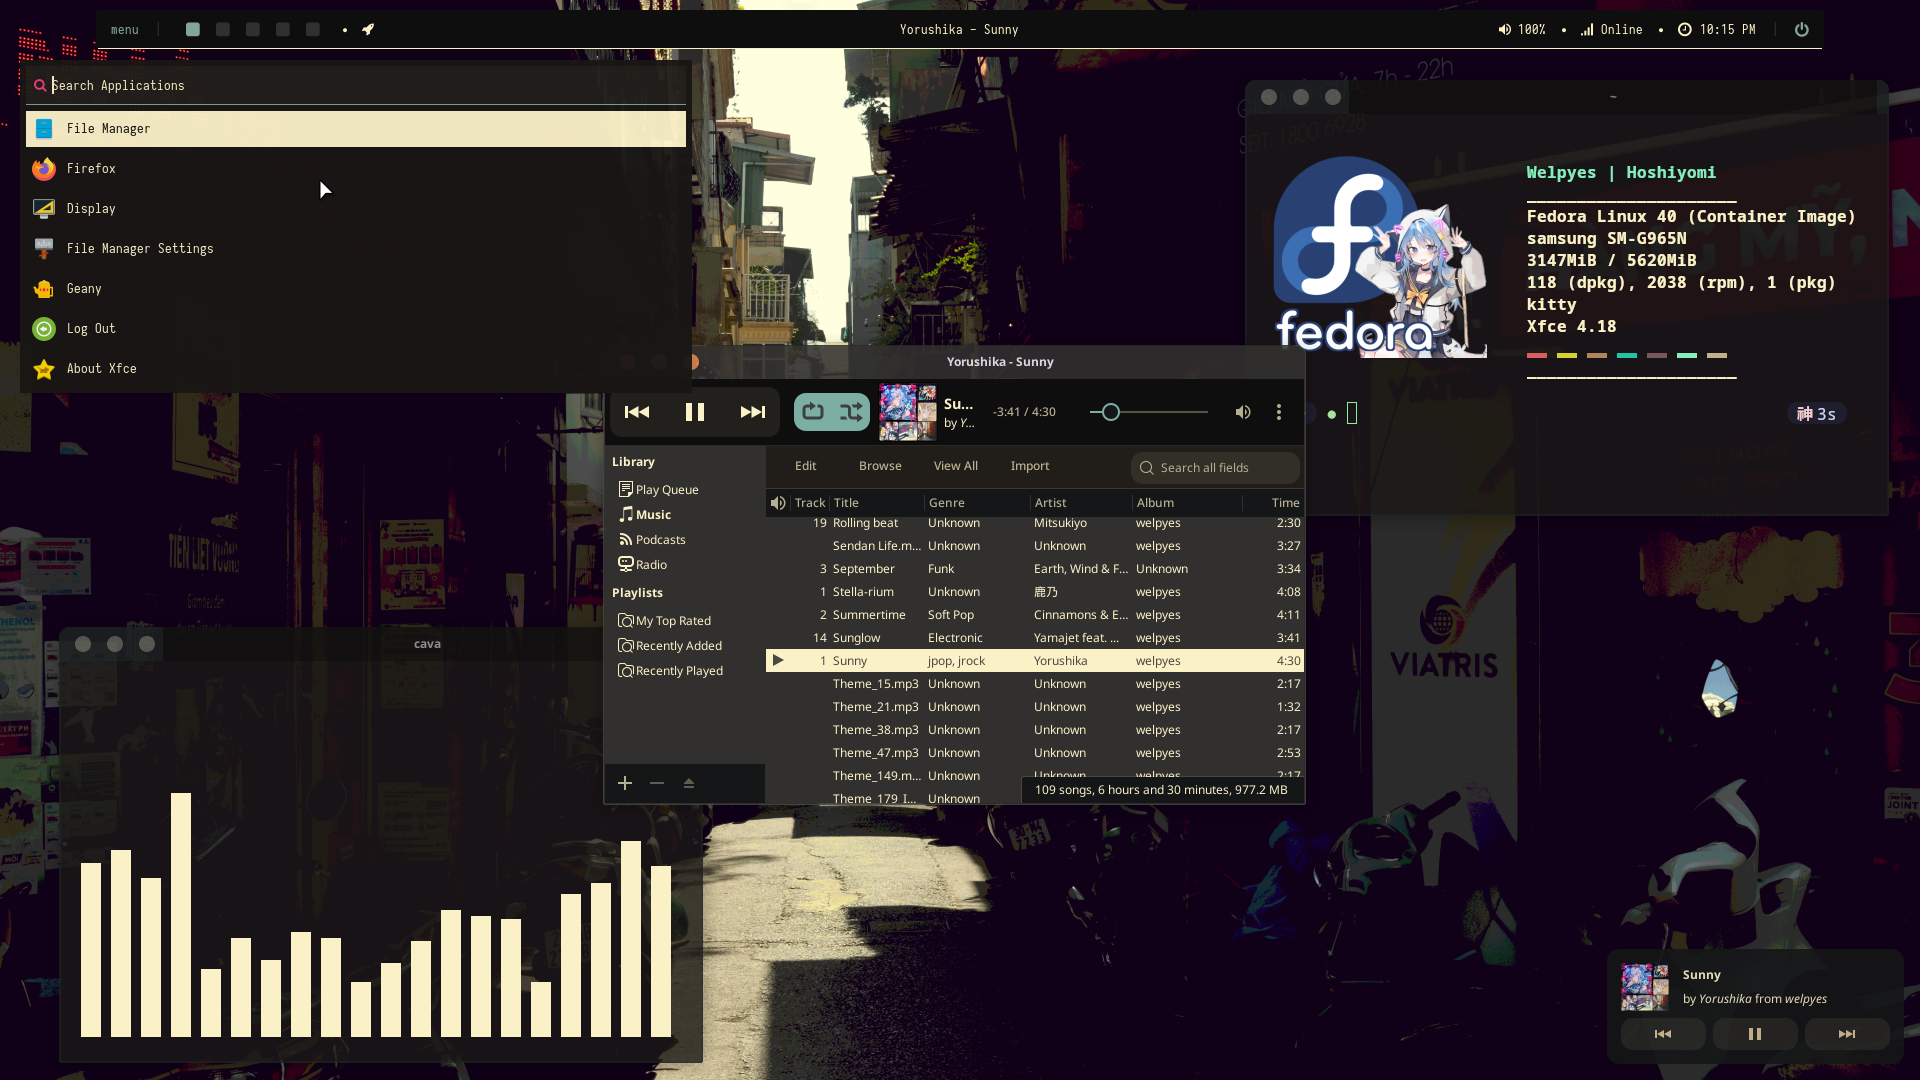 menu
Yorushika - Sunny
100%
Online
10:15 PM
Search Applications
File Manager
Firefox
Display
File Manager Settings
Geany
Log Out
About Xfce
7h - 22h
SĐT: 1800 6928
~
fedora
Welpyes | Hoshiyomi
Fedora Linux 40 (Container Image)
samsung SM-G965N
3147MiB / 5620MiB
118 (dpkg), 2038 (rpm), 1 (pkg)
kitty
Xfce 4.18
神 3s
Yorushika - Sunny
Su...
by Y...
-3:41 / 4:30
Library
Play Queue
Music
Podcasts
Radio
Playlists
My Top Rated
Recently Added
Recently Played
Edit Browse View All Import
Search all fields
Track Title Genre Artist Album Time
19 Rolling beat Unknown Mitsukiyo welpyes 2:30
Sendan Life.m... Unknown Unknown welpyes 3:27
3 September Funk Earth, Wind & F... Unknown 3:34
1 Stella-rium Unknown 鹿乃 welpyes 4:08
2 Summertime Soft Pop Cinnamons & E... welpyes 4:11
14 Sunglow Electronic Yamajet feat. ... welpyes 3:41
1 Sunny jpop, jrock Yorushika welpyes 4:30
Theme_15.mp3 Unknown Unknown welpyes 2:17
Theme_21.mp3 Unknown Unknown welpyes 1:32
Theme_38.mp3 Unknown Unknown welpyes 2:17
Theme_47.mp3 Unknown Unknown welpyes 2:53
Theme_149.m... Unknown Unknown welpyes 2:17
Theme_179_I... Unknown
109 songs, 6 hours and 30 minutes, 977.2 MB
cava
VIATRIS
VIATRIS
JOINT
Sunny
by Yorushika from welpyes